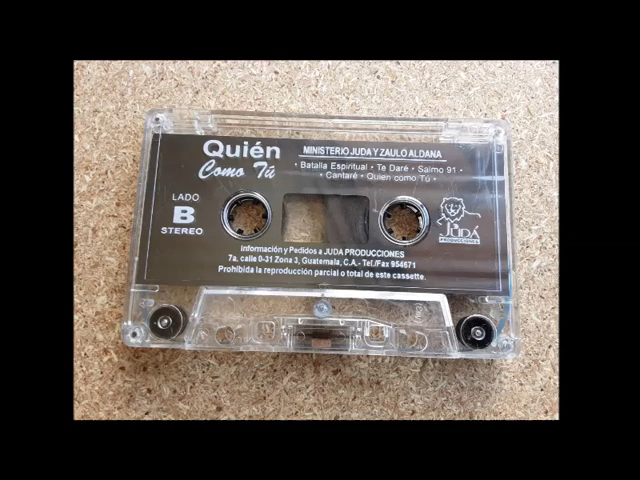 Quién
Como Tú
MINISTERIO JUDA Y ZAULO ALDANA
• Batalla Espiritual • Te Daré • Salmo 91 •
• Cantaré • Quien como Tú •
LADO
B
STEREO
JUDÁ
PRODUCCIONES
Información y Pedidos a JUDA PRODUCCIONES
7a. calle 0-31 Zona 3, Guatemala, C.A.- Tel./Fax 954671
Prohibida la reproducción parcial o total de este cassette.